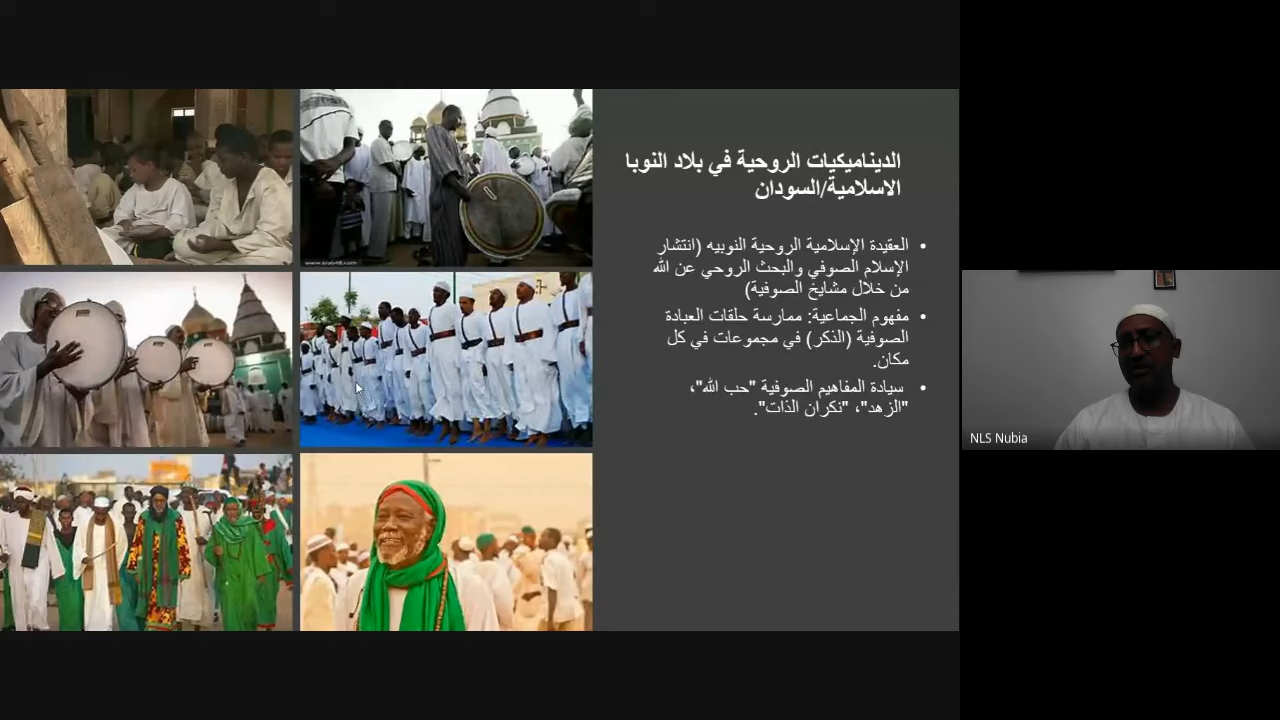 الديناميكيات الروحية في بلاد النوبا
الاسلامية/السودان
• العقيدة الإسلامية الروحية النوبيه (انتشار
الإسلام الصوفي والبحث الروحي عن الله
من خلال مشايخ الصوفية)
• مفهوم الجماعية: ممارسة حلقات العبادة
الصوفية (الذكر) في مجموعات في كل
مكان.
• سيادة المفاهيم الصوفية "حب الله"،
"الزهد"، "نكران الذات".
NLS Nubia